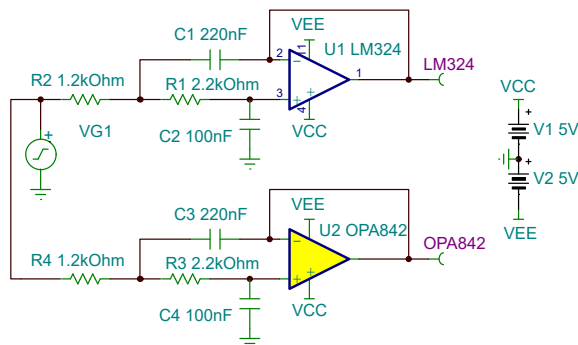 C1 220nF
VEE
U1 LM324
R2 1.2kOhm
R1 2.2kOhm
2
11
1
3
4
LM324
VG1
C2 100nF
VCC
VCC
V1 5V
V2 5V
VEE
C3 220nF
VEE
U2 OPA842
R4 1.2kOhm
R3 2.2kOhm
OPA842
C4 100nF
VCC